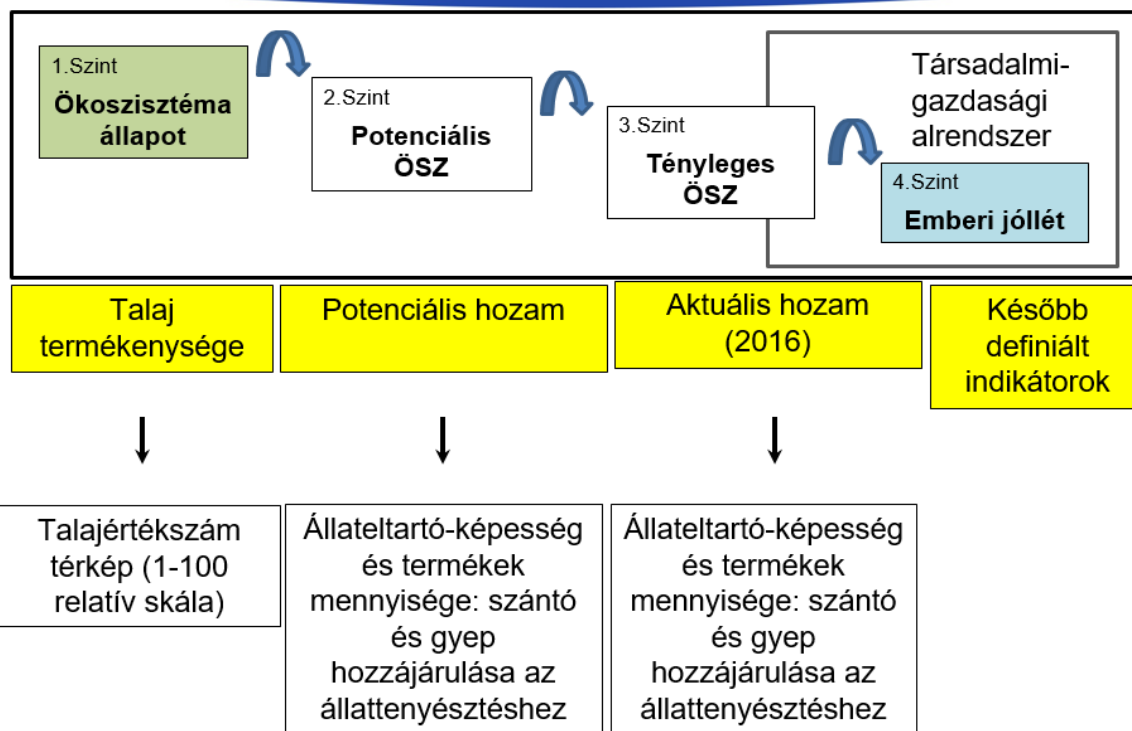 1.Szint
Ökoszisztéma
állapot
2.Szint
Potenciális
ÖSZ
3.Szint
Tényleges
ÖSZ
Társadalmi-
gazdasági
alrendszer
4.Szint
Emberi jóllét
Talaj
termékenysége
Potenciális hozam
Aktuális hozam
(2016)
Később
definiált
indikátorok
Talajértékszám
térkép (1-100
relatív skála)
Állateltartó-képesség
és termékek
mennyisége: szántó
és gyep
hozzájárulása az
állattenyésztéshez
Állateltartó-képesség
és termékek
mennyisége: szántó
és gyep
hozzájárulása az
állattenyésztéshez